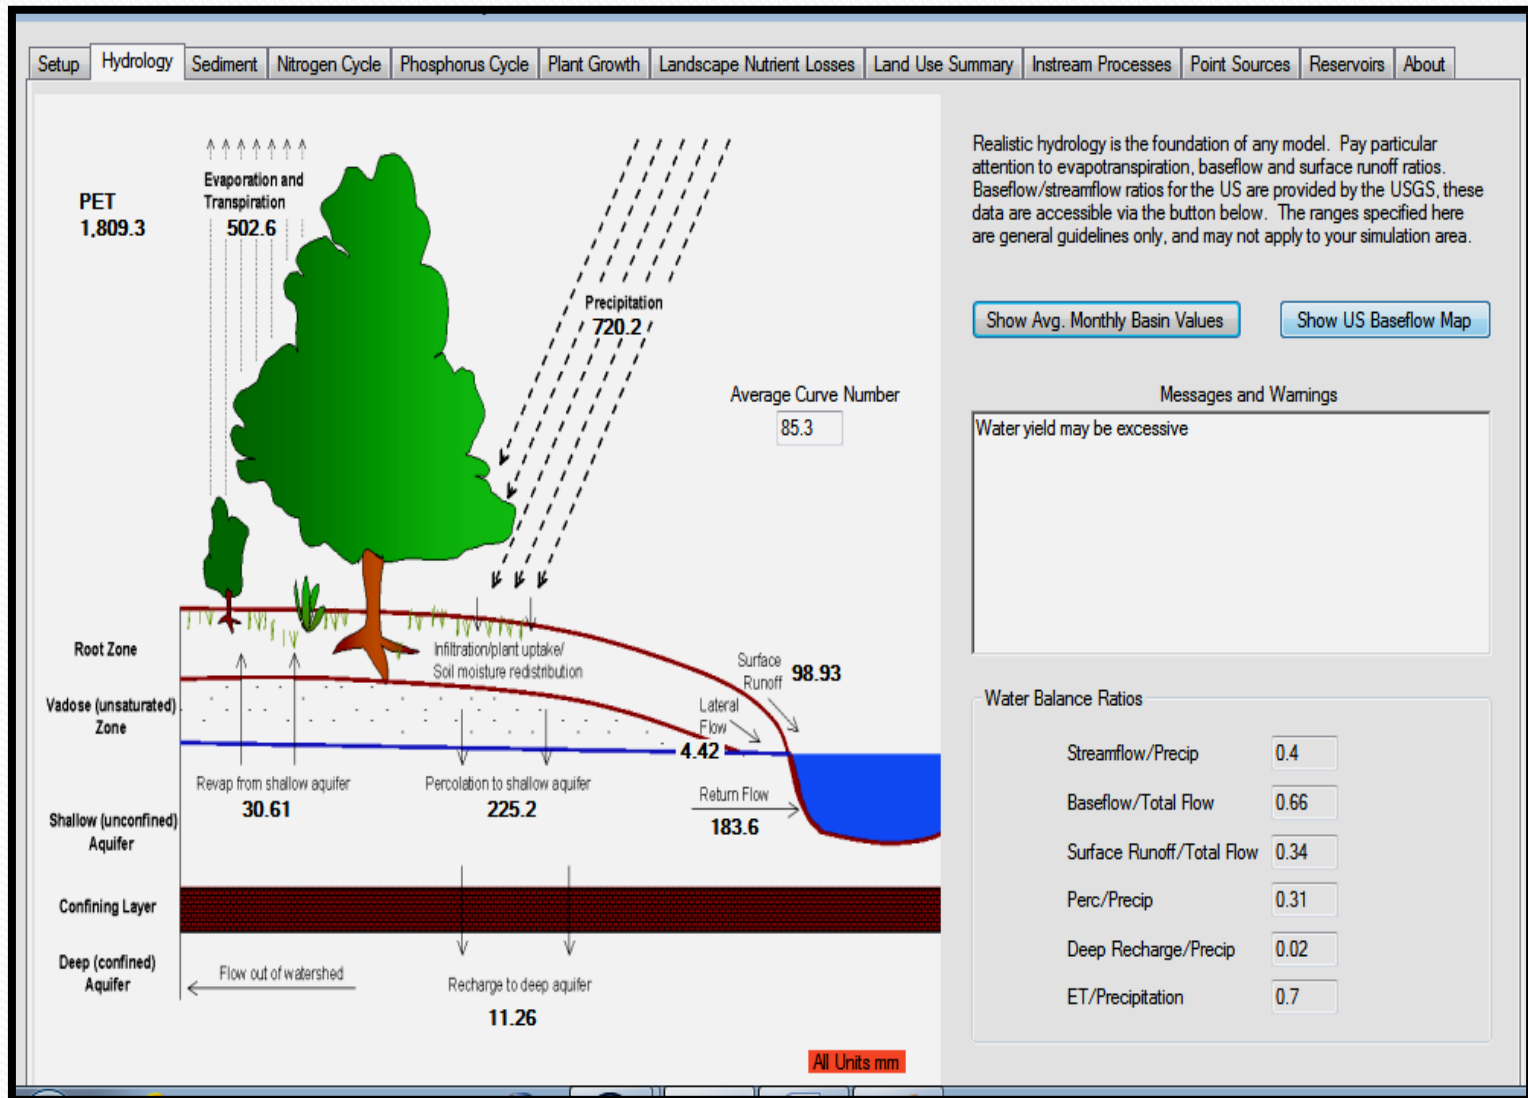 Setup
Hydrology
Sediment
Nitrogen Cycle
Phosphorus Cycle
Plant Growth
Landscape Nutrient Losses
Land Use Summary
Instream Processes
Point Sources
Reservoirs
About
PET
1,809.3
Evaporation and
Transpiration
502.6
Precipitation
720.2
Average Curve Number
85.3
Root Zone
Infiltration/plant uptake/
Soil moisture redistribution
Surface
Runoff
98.93
Vadose (unsaturated)
Zone
Lateral
Flow
4.42
Revap from shallow aquifer
30.61
Percolation to shallow aquifer
225.2
Return Flow
183.6
Shallow (unconfined)
Aquifer
Confining Layer
Deep (confined)
Aquifer
Flow out of watershed
Recharge to deep aquifer
11.26
All Units mm
Realistic hydrology is the foundation of any model. Pay particular
attention to evapotranspiration, baseflow and surface runoff ratios.
Baseflow/streamflow ratios for the US are provided by the USGS, these
data are accessible via the button below. The ranges specified here
are general guidelines only, and may not apply to your simulation area.
Show Avg. Monthly Basin Values
Show US Baseflow Map
Messages and Warnings
Water yield may be excessive
Water Balance Ratios
Streamflow/Precip 0.4
Baseflow/Total Flow 0.66
Surface Runoff/Total Flow 0.34
Perc/Precip 0.31
Deep Recharge/Precip 0.02
ET/Precipitation 0.7